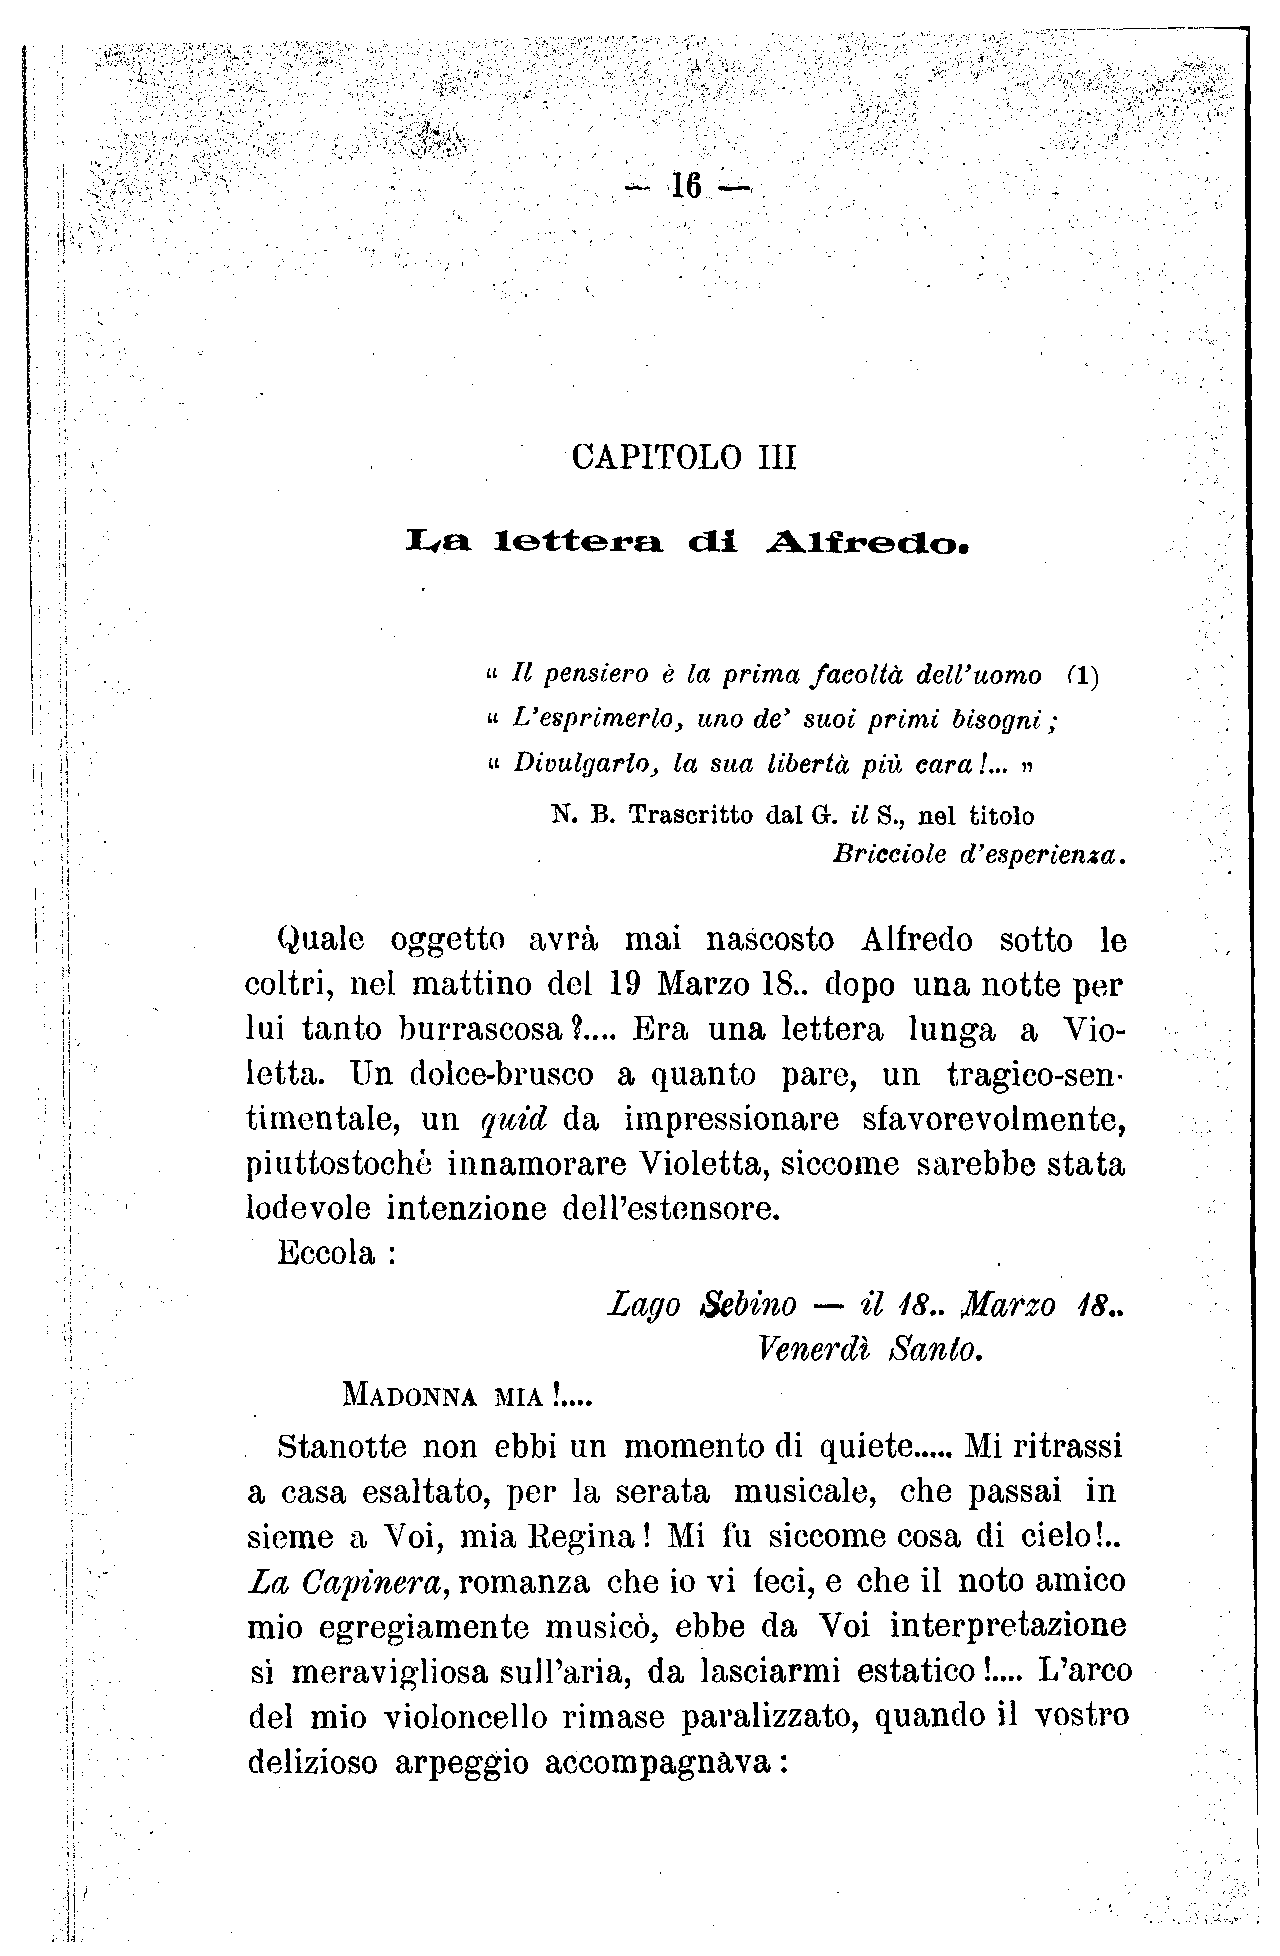 — 16 —
CAPITOLO III
La lettera di Alfredo.
“ Il pensiero è la prima facoltà dell'uomo (1)
“ L'esprimerlo, uno de' suoi primi bisogni ;
“ Divulgarlo, la sua libertà più cara !... „
N. B. Trascritto dal G. il S., nel titolo
Bricciole d'esperienza.
Quale oggetto avrà mai nascosto Alfredo sotto le
coltri, nel mattino del 19 Marzo 18.. dopo una notte per
lui tanto burrascosa ?.... Era una lettera lunga a Vio-
letta. Un dolce-brusco a quanto pare, un tragico-sen-
timentale, un quid da impressionare sfavorevolmente,
piuttostochè innamorare Violetta, siccome sarebbe stata
lodevole intenzione dell'estensore.
Eccola :
Lago Sebino — il 18.. Marzo 18..
Venerdì Santo.
MADONNA MIA !....
Stanotte non ebbi un momento di quiete..... Mi ritrassi
a casa esaltato, per la serata musicale, che passai in
sieme a Voi, mia Regina ! Mi fu siccome cosa di cielo !..
La Capinera, romanza che io vi feci, e che il noto amico
mio egregiamente musicò, ebbe da Voi interpretazione
sì meravigliosa sull'aria, da lasciarmi estatico !.... L'arco
del mio violoncello rimase paralizzato, quando il vostro
delizioso arpeggio accompagnava :